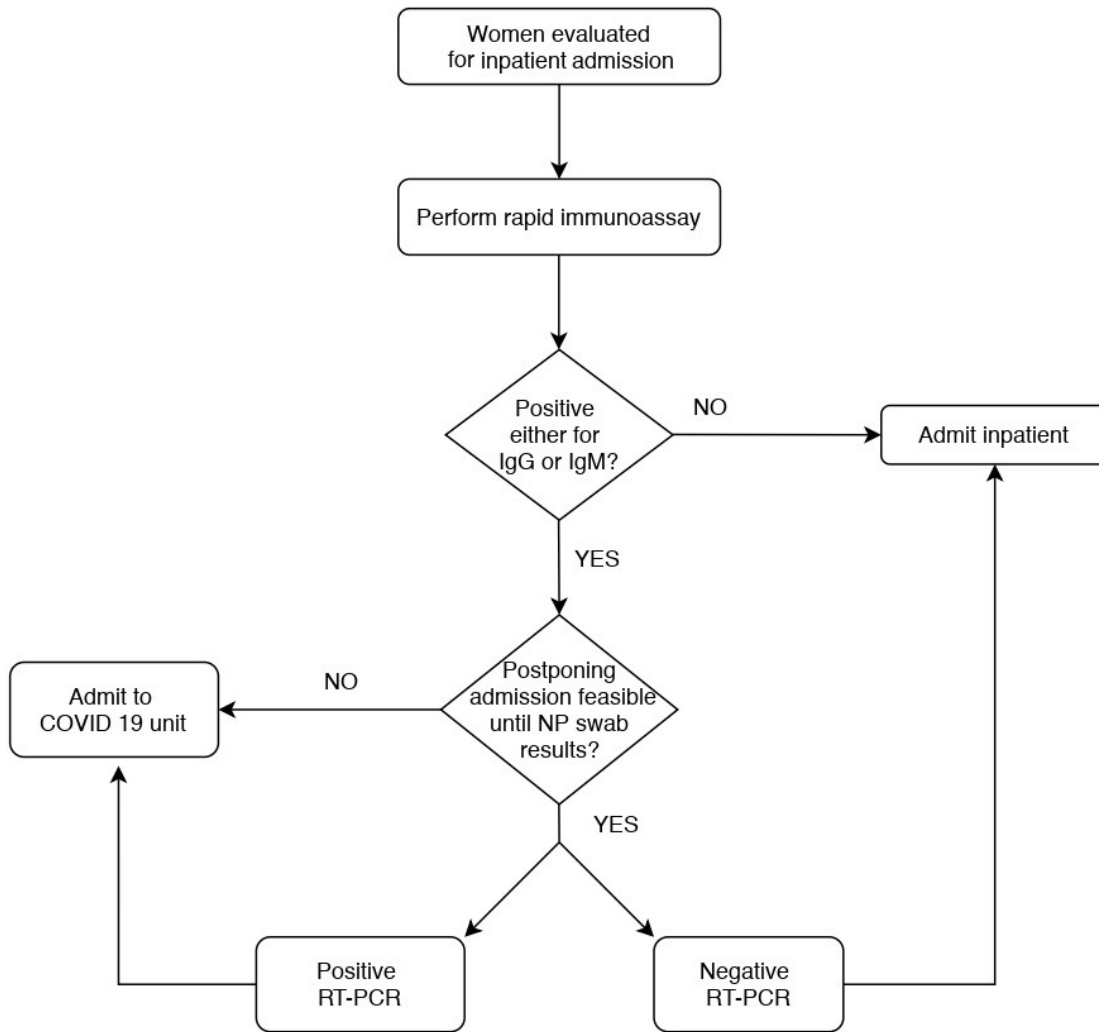 Women evaluated
for inpatient admission
Perform rapid immunoassay
Positive
either for
IgG or IgM?
NO
Admit inpatient
YES
Postponing
admission feasible
until NP swab
results?
NO
Admit to
COVID 19 unit
YES
Positive
RT-PCR
Negative
RT-PCR